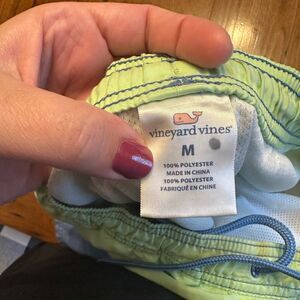 vineyard vines®
M
100% POLYESTER
MADE IN CHINA
100% POLYESTER
FABRIQUÉ EN CHINE